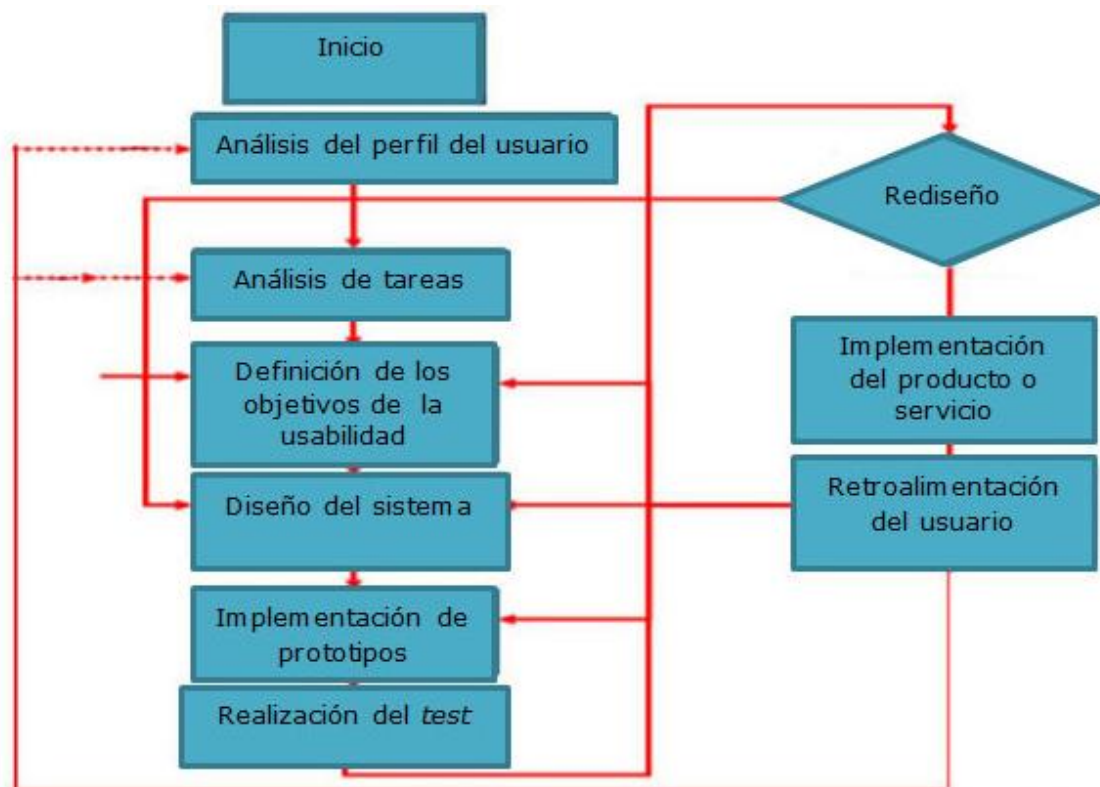 Inicio
Análisis del perfil del usuario
Análisis de tareas
Definición de los
objetivos de la
usabilidad
Diseño del sistema
Implementación de
prototipos
Realización del test
Rediseño
Implementación
del producto o
servicio
Retroalimentación
del usuario